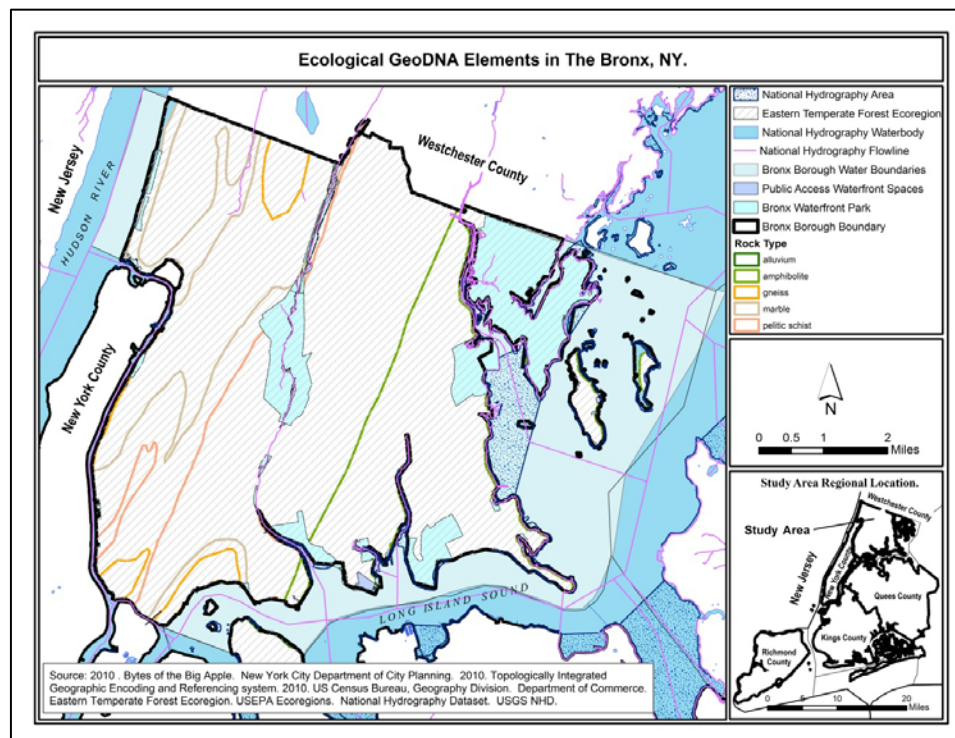 Ecological GeoDNA Elements in The Bronx, NY.
National Hydrography Area
Eastern Temperate Forest Ecoregion
National Hydrography Waterbody
National Hydrography Flowline
Bronx Borough Water Boundaries
Public Access Waterfront Spaces
Bronx Waterfront Park
Bronx Borough Boundary
Rock Type
alluvium
amphibolite
gneiss
marble
pelitic schist
New Jersey
HUDSON RIVER
Westchester County
New York County
LONG ISLAND SOUND
N
0 0.5 1 2
Miles
Study Area Regional Location.
Westchester County
Study Area
New Jersey
New York County
Quees County
Kings County
Richmond
County
0 5 10 20
Miles
Source: 2010 . Bytes of the Big Apple. New York City Department of City Planning. 2010. Topologically Integrated
Geographic Encoding and Referencing system. 2010. US Census Bureau, Geography Division. Department of Commerce.
Eastern Temperate Forest Ecoregion. USEPA Ecoregions. National Hydrography Dataset. USGS NHD.